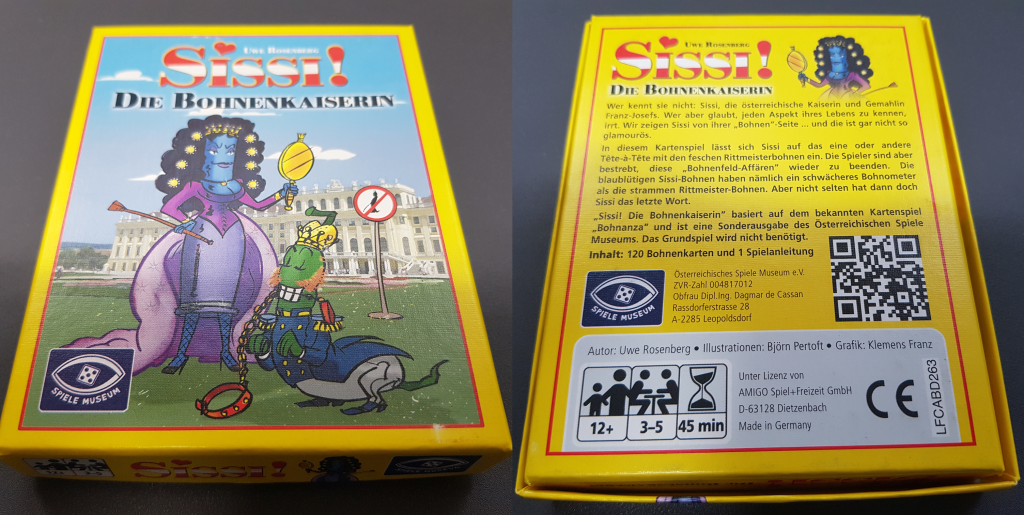 Uwe Rosenberg
Sissi!
Die Bohnenkaiserin
SPIELE MUSEUM
Sissi!
Uwe Rosenberg
Sissi!
Die Bohnenkaiserin
Wer kennt sie nicht: Sissi, die österreichische Kaiserin und Gemahlin
Franz-Josefs. Wer aber glaubt, jeden Aspekt ihres Lebens zu kennen,
irrt. Wir zeigen Sissi von ihrer „Bohnen“-Seite ... und die ist gar nicht so
glamourös.
In diesem Kartenspiel lässt sich Sissi auf das eine oder andere
Tête-à-Tête mit den feschen Rittmeisterbohnen ein. Die Spieler sind aber
bestrebt, diese „Bohnenfeld-Affären“ wieder zu beenden. Die
blaublütigen Sissi-Bohnen haben nämlich ein schwächeres Bohnometer
als die strammen Rittmeister-Bohnen. Aber nicht selten hat dann doch
Sissi das letzte Wort.
„Sissi! Die Bohnenkaiserin“ basiert auf dem bekannten Kartenspiel
„Bohnanza“ und ist eine Sonderausgabe des Österreichischen Spiele
Museums. Das Grundspiel wird nicht benötigt.
Inhalt: 120 Bohnenkarten und 1 Spielanleitung
SPIELE MUSEUM
Österreichisches Spiele Museum e.V.
ZVR-Zahl 004817012
Obfrau Dipl.Ing. Dagmar de Cassan
Rassdorferstrasse 28
A-2285 Leopoldsdorf
Autor: Uwe Rosenberg • Illustrationen: Björn Pertoft • Grafik: Klemens Franz
12+ 3–5 45 min
Unter Lizenz von
AMIGO Spiel+Freizeit GmbH
D-63128 Dietzenbach
Made in Germany
CE
LFCABD263